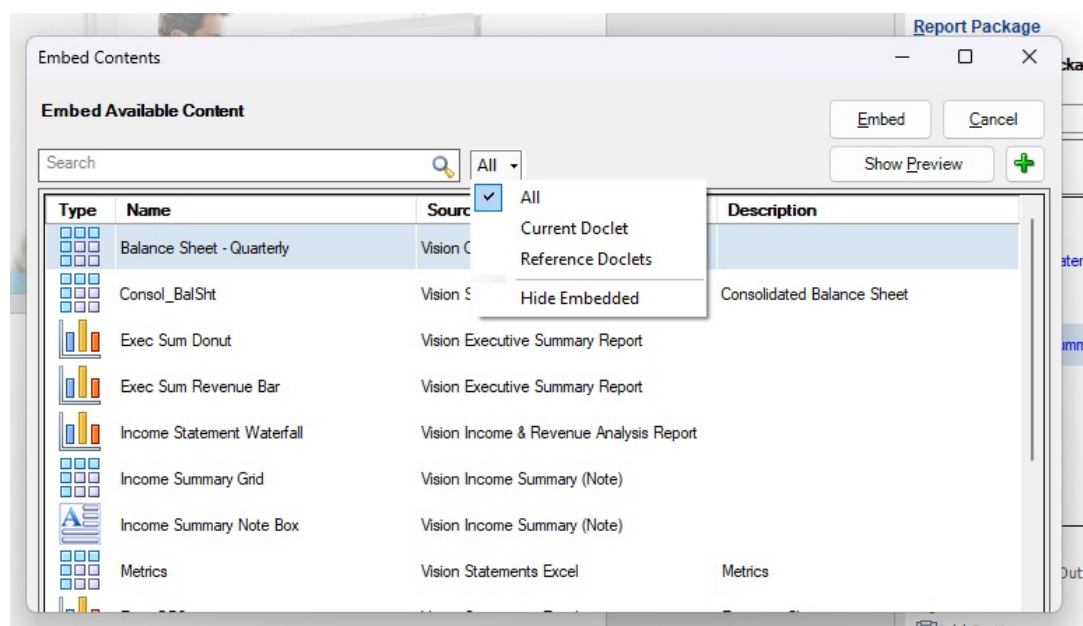 Report Package
Embed Contents
Embed Available Content
Embed
Cancel
Search
All
Show Preview
All
Current Doclet
Reference Doclets
Hide Embedded
Type Name Description
Balance Sheet - Quarterly Vision
Consol_BalSht Vision Consolidated Balance Sheet
Exec Sum Donut Vision Executive Summary Report
Exec Sum Revenue Bar Vision Executive Summary Report
Income Statement Waterfall Vision Income & Revenue Analysis Report
Income Summary Grid Vision Income Summary (Note)
Income Summary Note Box Vision Income Summary (Note)
Metrics Vision Statements Excel Metrics